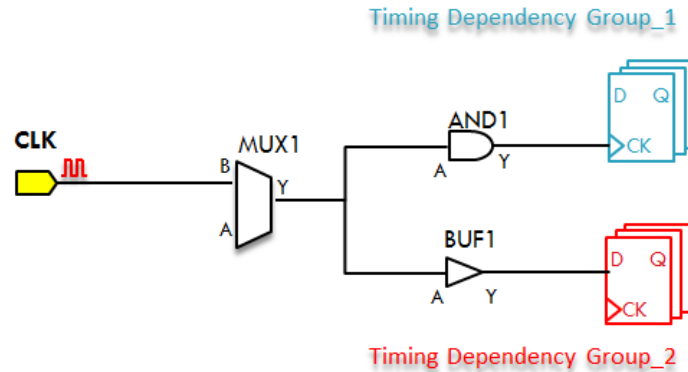 Timing Dependency Group_1
D Q
CK
AND1
A Y
CLK
MUX1
B
Y
A
BUF1
A Y
D Q
CK
Timing Dependency Group_2